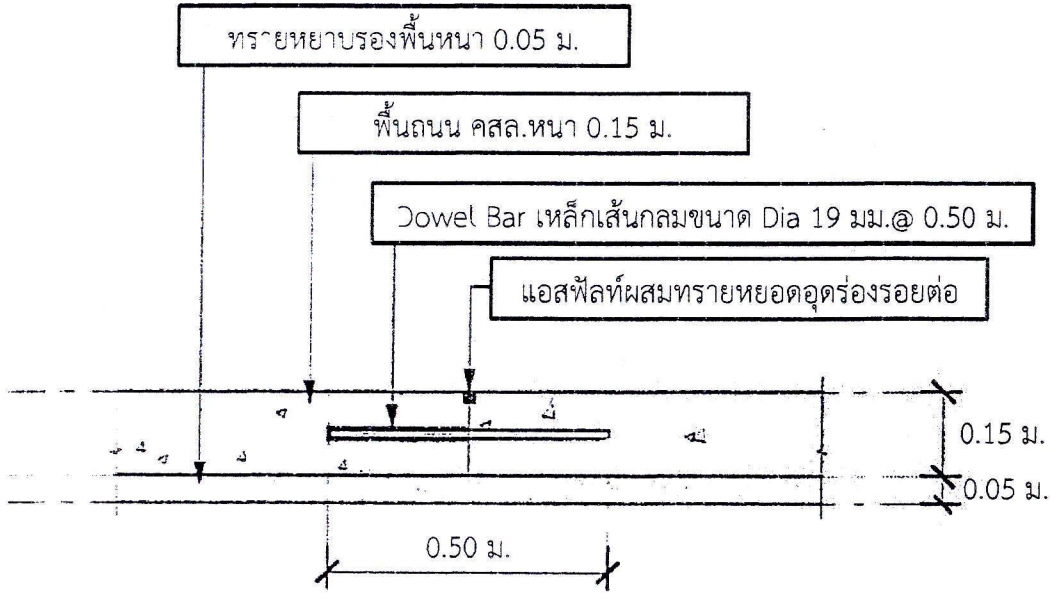 ทรายหยาบรองพื้นหนา 0.05 ม.
พื้นถนน คสล.หนา 0.15 ม.
Dowel Bar เหล็กเส้นกลมขนาด Dia 19 มม.@ 0.50 ม.
แอสฟัลท์ผสมทรายหยอดอุดร่องรอยต่อ
0.15 ม.
0.05 ม.
0.50 ม.